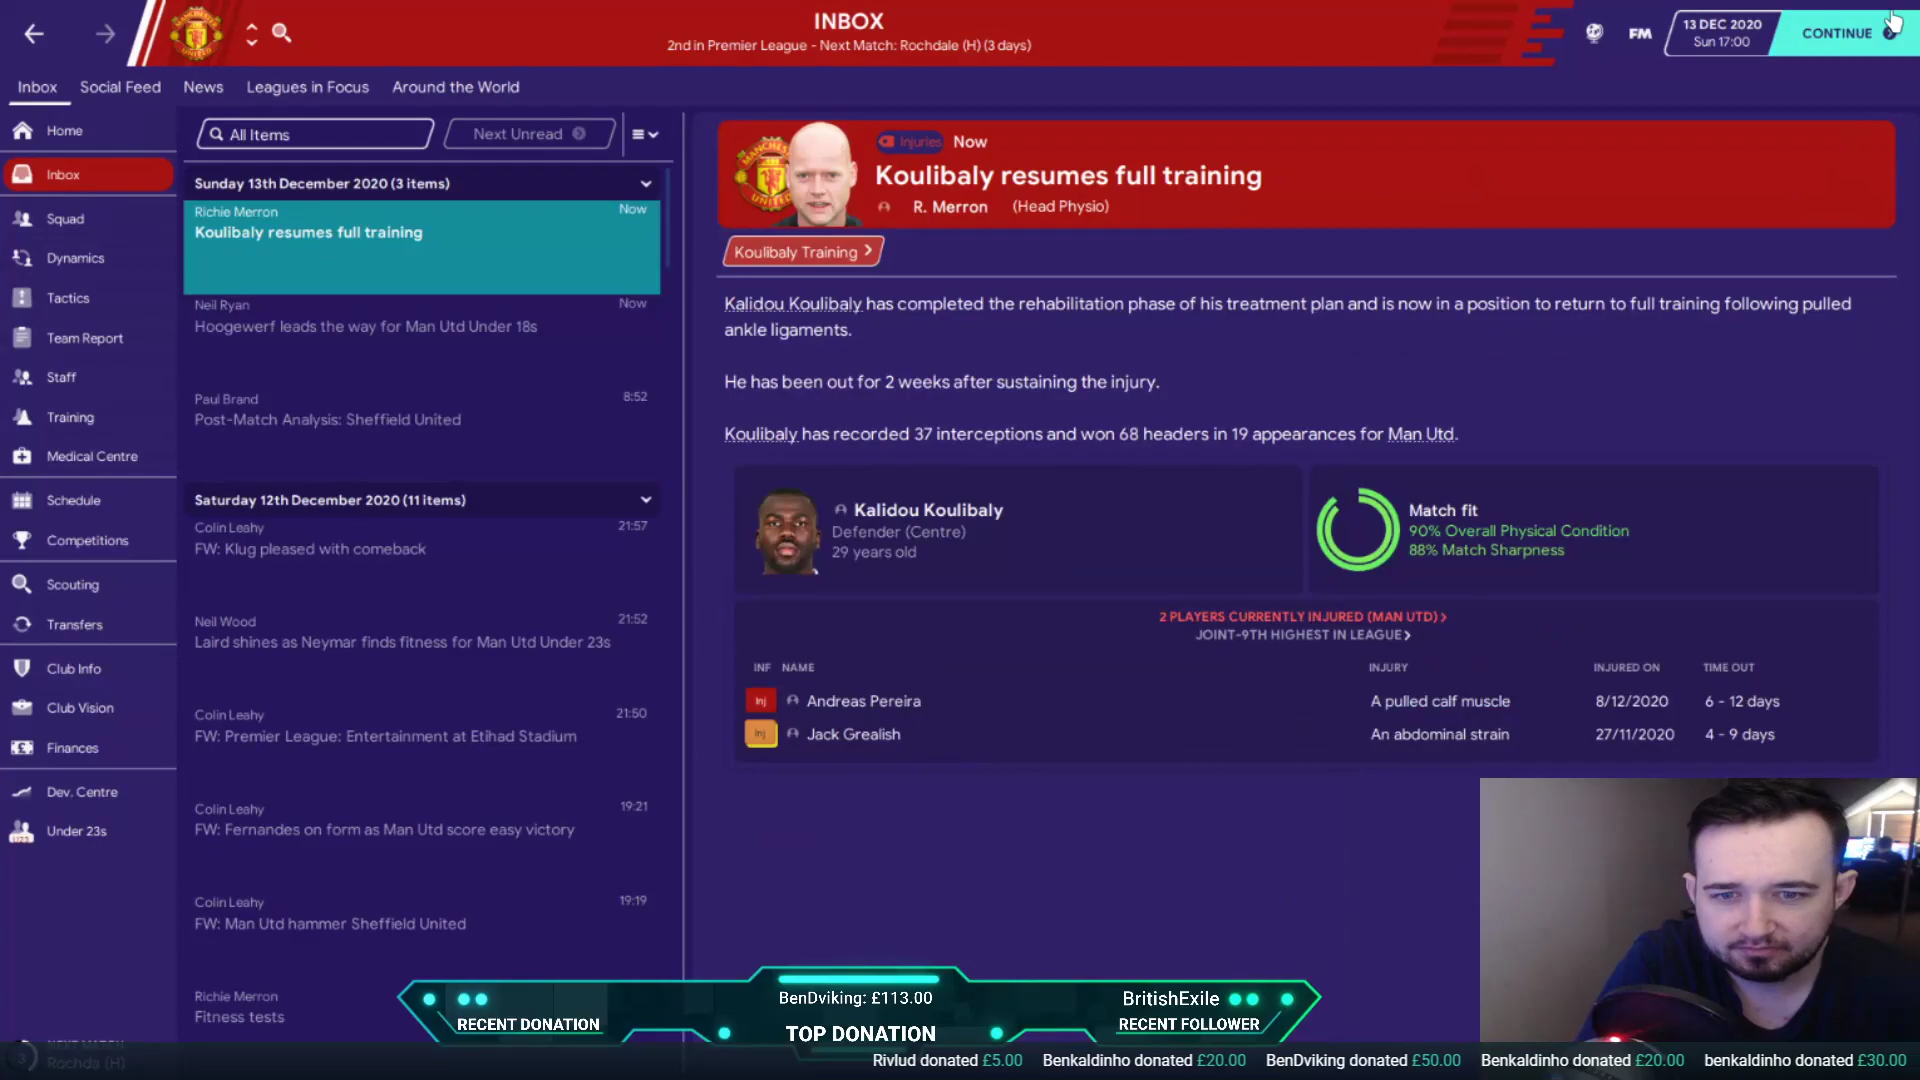 INBOX
2nd in Premier League - Next Match: Rochdale (H) (3 days)
FM
13 DEC 2020
Sun 17:00
CONTINUE
Inbox
Social Feed
News
Leagues in Focus
Around the World
Home
Inbox
Squad
Dynamics
Tactics
Team Report
Staff
Training
Medical Centre
Schedule
Competitions
Scouting
Transfers
Club Info
Club Vision
Finances
Dev. Centre
Under 23s
All Items
Next Unread
Sunday 13th December 2020 (3 items)
Richie Merron Now
Koulibaly resumes full training
Neil Ryan Now
Hoogewerf leads the way for Man Utd Under 18s
Paul Brand 8:52
Post-Match Analysis: Sheffield United
Saturday 12th December 2020 (11 items)
Colin Leahy 21:57
FW: Klug pleased with comeback
Neil Wood 21:52
Laird shines as Neymar finds fitness for Man Utd Under 23s
Colin Leahy 21:50
FW: Premier League: Entertainment at Etihad Stadium
Colin Leahy 19:21
FW: Fernandes on form as Man Utd score easy victory
Colin Leahy 19:19
FW: Man Utd hammer Sheffield United
Richie Merron
Fitness tests
Injuries Now
Koulibaly resumes full training
R. Merron (Head Physio)
Koulibaly Training
Kalidou Koulibaly has completed the rehabilitation phase of his treatment plan and is now in a position to return to full training following pulled
ankle ligaments.
He has been out for 2 weeks after sustaining the injury.
Koulibaly has recorded 37 interceptions and won 68 headers in 19 appearances for Man Utd.
Kalidou Koulibaly
Defender (Centre)
29 years old
Match fit
90% Overall Physical Condition
88% Match Sharpness
2 PLAYERS CURRENTLY INJURED (MAN UTD)
JOINT-9TH HIGHEST IN LEAGUE
INF NAME INJURY INJURED ON TIME OUT
Inj Andreas Pereira A pulled calf muscle 8/12/2020 6 - 12 days
Inj Jack Grealish An abdominal strain 27/11/2020 4 - 9 days
RECENT DONATION
BenDviking: £113.00
TOP DONATION
BritishExile
RECENT FOLLOWER
3
Rochda (H)
Rivlud donated £5.00 Benkaldinho donated £20.00 BenDviking donated £50.00 Benkaldinho donated £20.00 benkaldinho donated £30.00